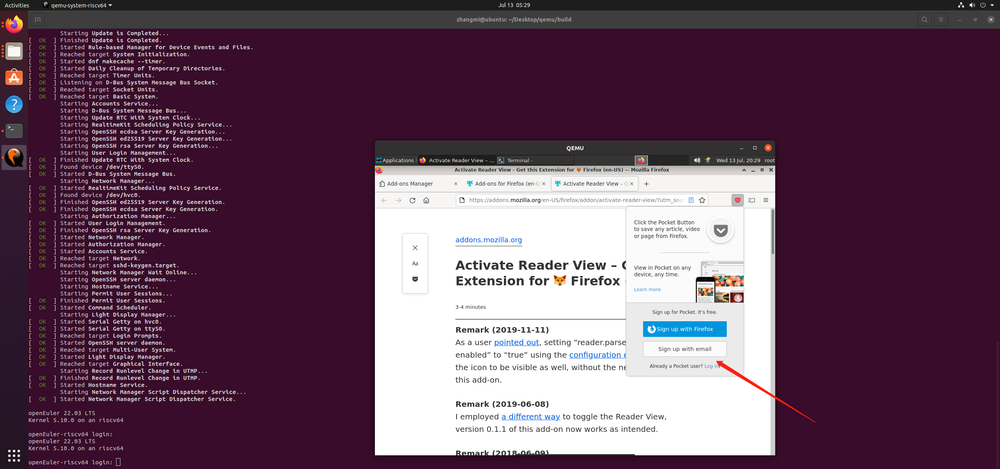 Activities
qemu-system-riscv64
Jul 13 05:29
zhangmi@ubuntu: ~/Desktop/qemu/build
Starting Update is Completed...
[ OK ] Finished Update is Completed.
[ OK ] Started Rule-based Manager for Device Events and Files.
[ OK ] Reached target System Initialization.
[ OK ] Started dnf makecache --timer.
[ OK ] Started Daily Cleanup of Temporary Directories.
[ OK ] Reached target Timer Units.
[ OK ] Listening on D-Bus System Message Bus Socket.
[ OK ] Reached target Socket Units.
[ OK ] Reached target Basic System.
Starting Accounts Service...
Starting D-Bus System Message Bus...
Starting Update RTC With System Clock...
Starting RealtimeKit Scheduling Policy Service...
Starting OpenSSH ecdsa Server Key Generation...
Starting OpenSSH ed25519 Server Key Generation...
Starting OpenSSH rsa Server Key Generation...
Starting User Login Management...
[ OK ] Finished Update RTC With System Clock.
[ OK ] Found device /dev/ttyS0.
[ OK ] Started D-Bus System Message Bus.
Starting Network Manager...
[ OK ] Started RealtimeKit Scheduling Policy Service.
[ OK ] Found device /dev/hvc0.
[ OK ] Finished OpenSSH ed25519 Server Key Generation.
[ OK ] Finished OpenSSH ecdsa Server Key Generation.
Starting Authorization Manager...
[ OK ] Started User Login Management.
[ OK ] Finished OpenSSH rsa Server Key Generation.
[ OK ] Started Network Manager.
[ OK ] Started Authorization Manager.
[ OK ] Started Accounts Service.
[ OK ] Reached target Network.
[ OK ] Reached target sshd-keygen.target.
Starting Network Manager Wait Online...
Starting OpenSSH server daemon...
Starting Hostname Service...
Starting Permit User Sessions...
[ OK ] Finished Permit User Sessions.
[ OK ] Started Command Scheduler.
Starting Light Display Manager...
[ OK ] Started Serial Getty on hvc0.
[ OK ] Started Serial Getty on ttyS0.
[ OK ] Reached target Login Prompts.
[ OK ] Started OpenSSH server daemon.
[ OK ] Reached target Multi-User System.
[ OK ] Started Light Display Manager.
[ OK ] Reached target Graphical Interface.
Starting Record Runlevel Change in UTMP...
[ OK ] Finished Record Runlevel Change in UTMP.
[ OK ] Started Hostname Service.
Starting Network Manager Script Dispatcher Service...
[ OK ] Started Network Manager Script Dispatcher Service.
openEuler 22.03 LTS
Kernel 5.10.0 on an riscv64
openEuler-riscv64 login:
openEuler 22.03 LTS
Kernel 5.10.0 on an riscv64
openEuler-riscv64 login:
QEMU
Applications
Activate Reader View – ...
Terminal -
Wed 13 Jul, 20:29
root
Activate Reader View – Get this Extension for 🦊 Firefox (en-US) — Mozilla Firefox
Add-ons Manager
Add-ons for Firefox (en-U
Activate Reader View – G
https://addons.mozilla.org/en-US/firefox/addon/activate-reader-view/?utm_sour
addons.mozilla.org
Activate Reader View –
Extension for 🦊 Firefox
3-4 minutes
Aa
Remark (2019-11-11)
As a user pointed out, setting “reader.parse
enabled” to “true” using the configuration e
the icon to be visible as well, without the ne
this add-on.
Remark (2019-06-08)
I employed a different way to toggle the Reader View,
version 0.1.1 of this add-on now works as intended.
Remark (2018-06-09)
Click the Pocket Button
to save any article, video
or page from Firefox.
View in Pocket on any
device, any time.
Learn more
My List
Sign up for Pocket. It’s free.
Sign up with Firefox
Sign up with email
Already a Pocket user? Log in